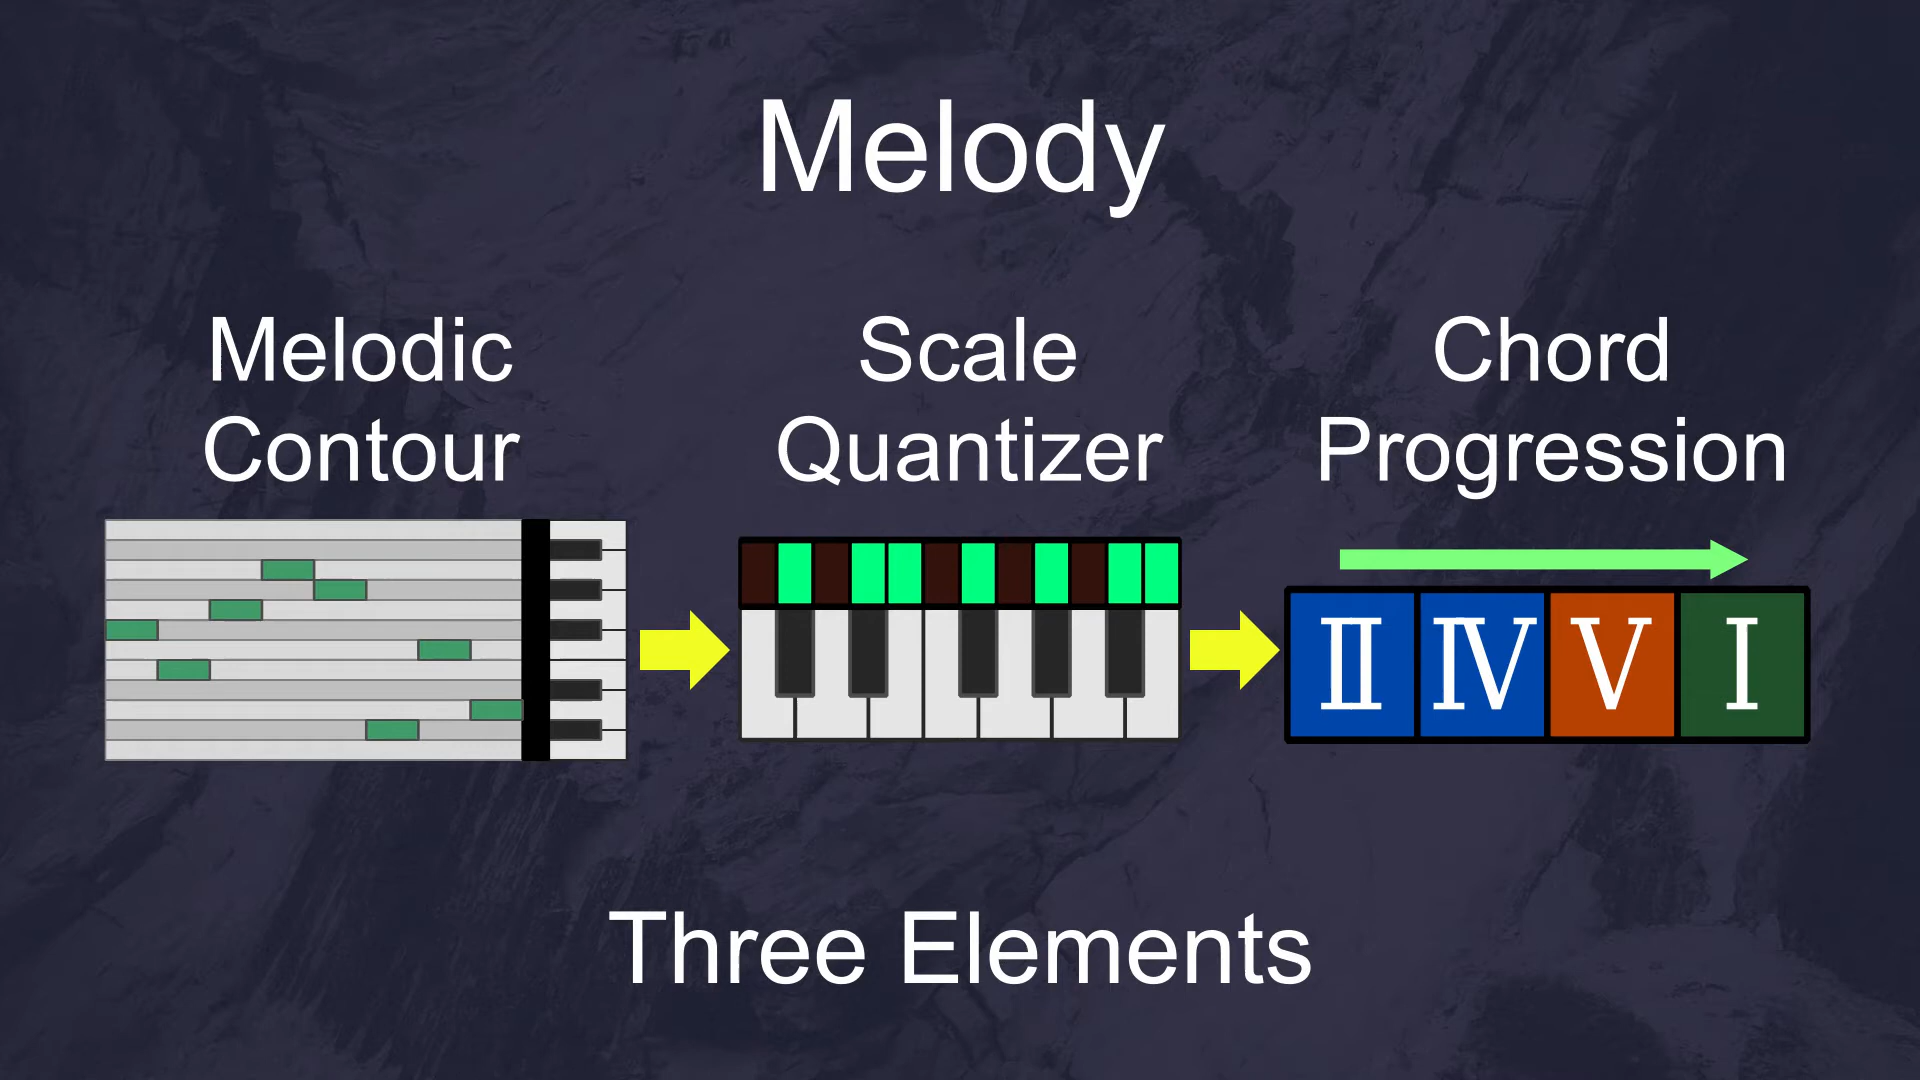 Melody
Melodic
Contour
Scale
Quantizer
Chord
Progression
II IV V I
Three Elements